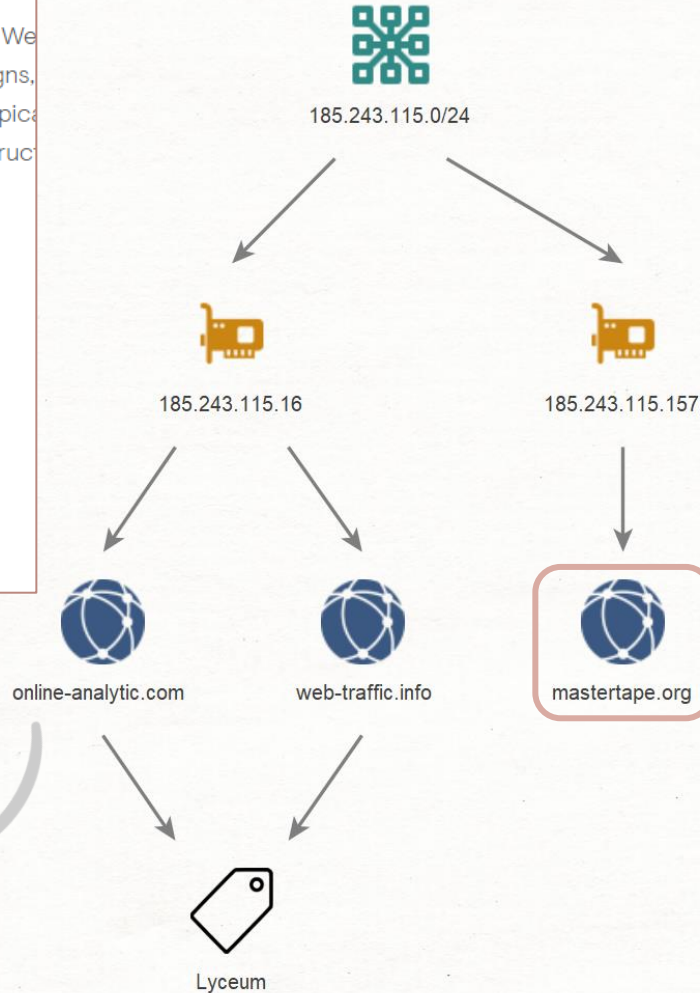 We
185.243.115.0/24
185.243.115.16
185.243.115.157
online-analytic.com
web-traffic.info
mastertape.org
Lyceum